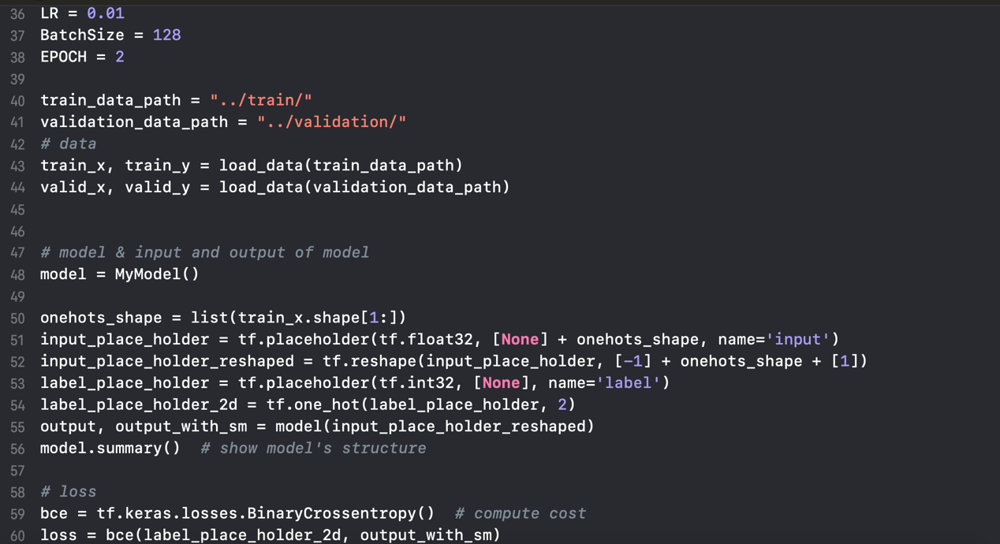 36 LR = 0.01
37 BatchSize = 128
38 EPOCH = 2
39
40 train_data_path = "../train/"
41 validation_data_path = "../validation/"
42 # data
43 train_x, train_y = load_data(train_data_path)
44 valid_x, valid_y = load_data(validation_data_path)
45
46
47 # model & input and output of model
48 model = MyModel()
49
50 onehots_shape = list(train_x.shape[1:])
51 input_place_holder = tf.placeholder(tf.float32, [None] + onehots_shape, name='input')
52 input_place_holder_reshaped = tf.reshape(input_place_holder, [-1] + onehots_shape + [1])
53 label_place_holder = tf.placeholder(tf.int32, [None], name='label')
54 label_place_holder_2d = tf.one_hot(label_place_holder, 2)
55 output, output_with_sm = model(input_place_holder_reshaped)
56 model.summary()  # show model's structure
57
58 # loss
59 bce = tf.keras.losses.BinaryCrossentropy()  # compute cost
60 loss = bce(label_place_holder_2d, output_with_sm)